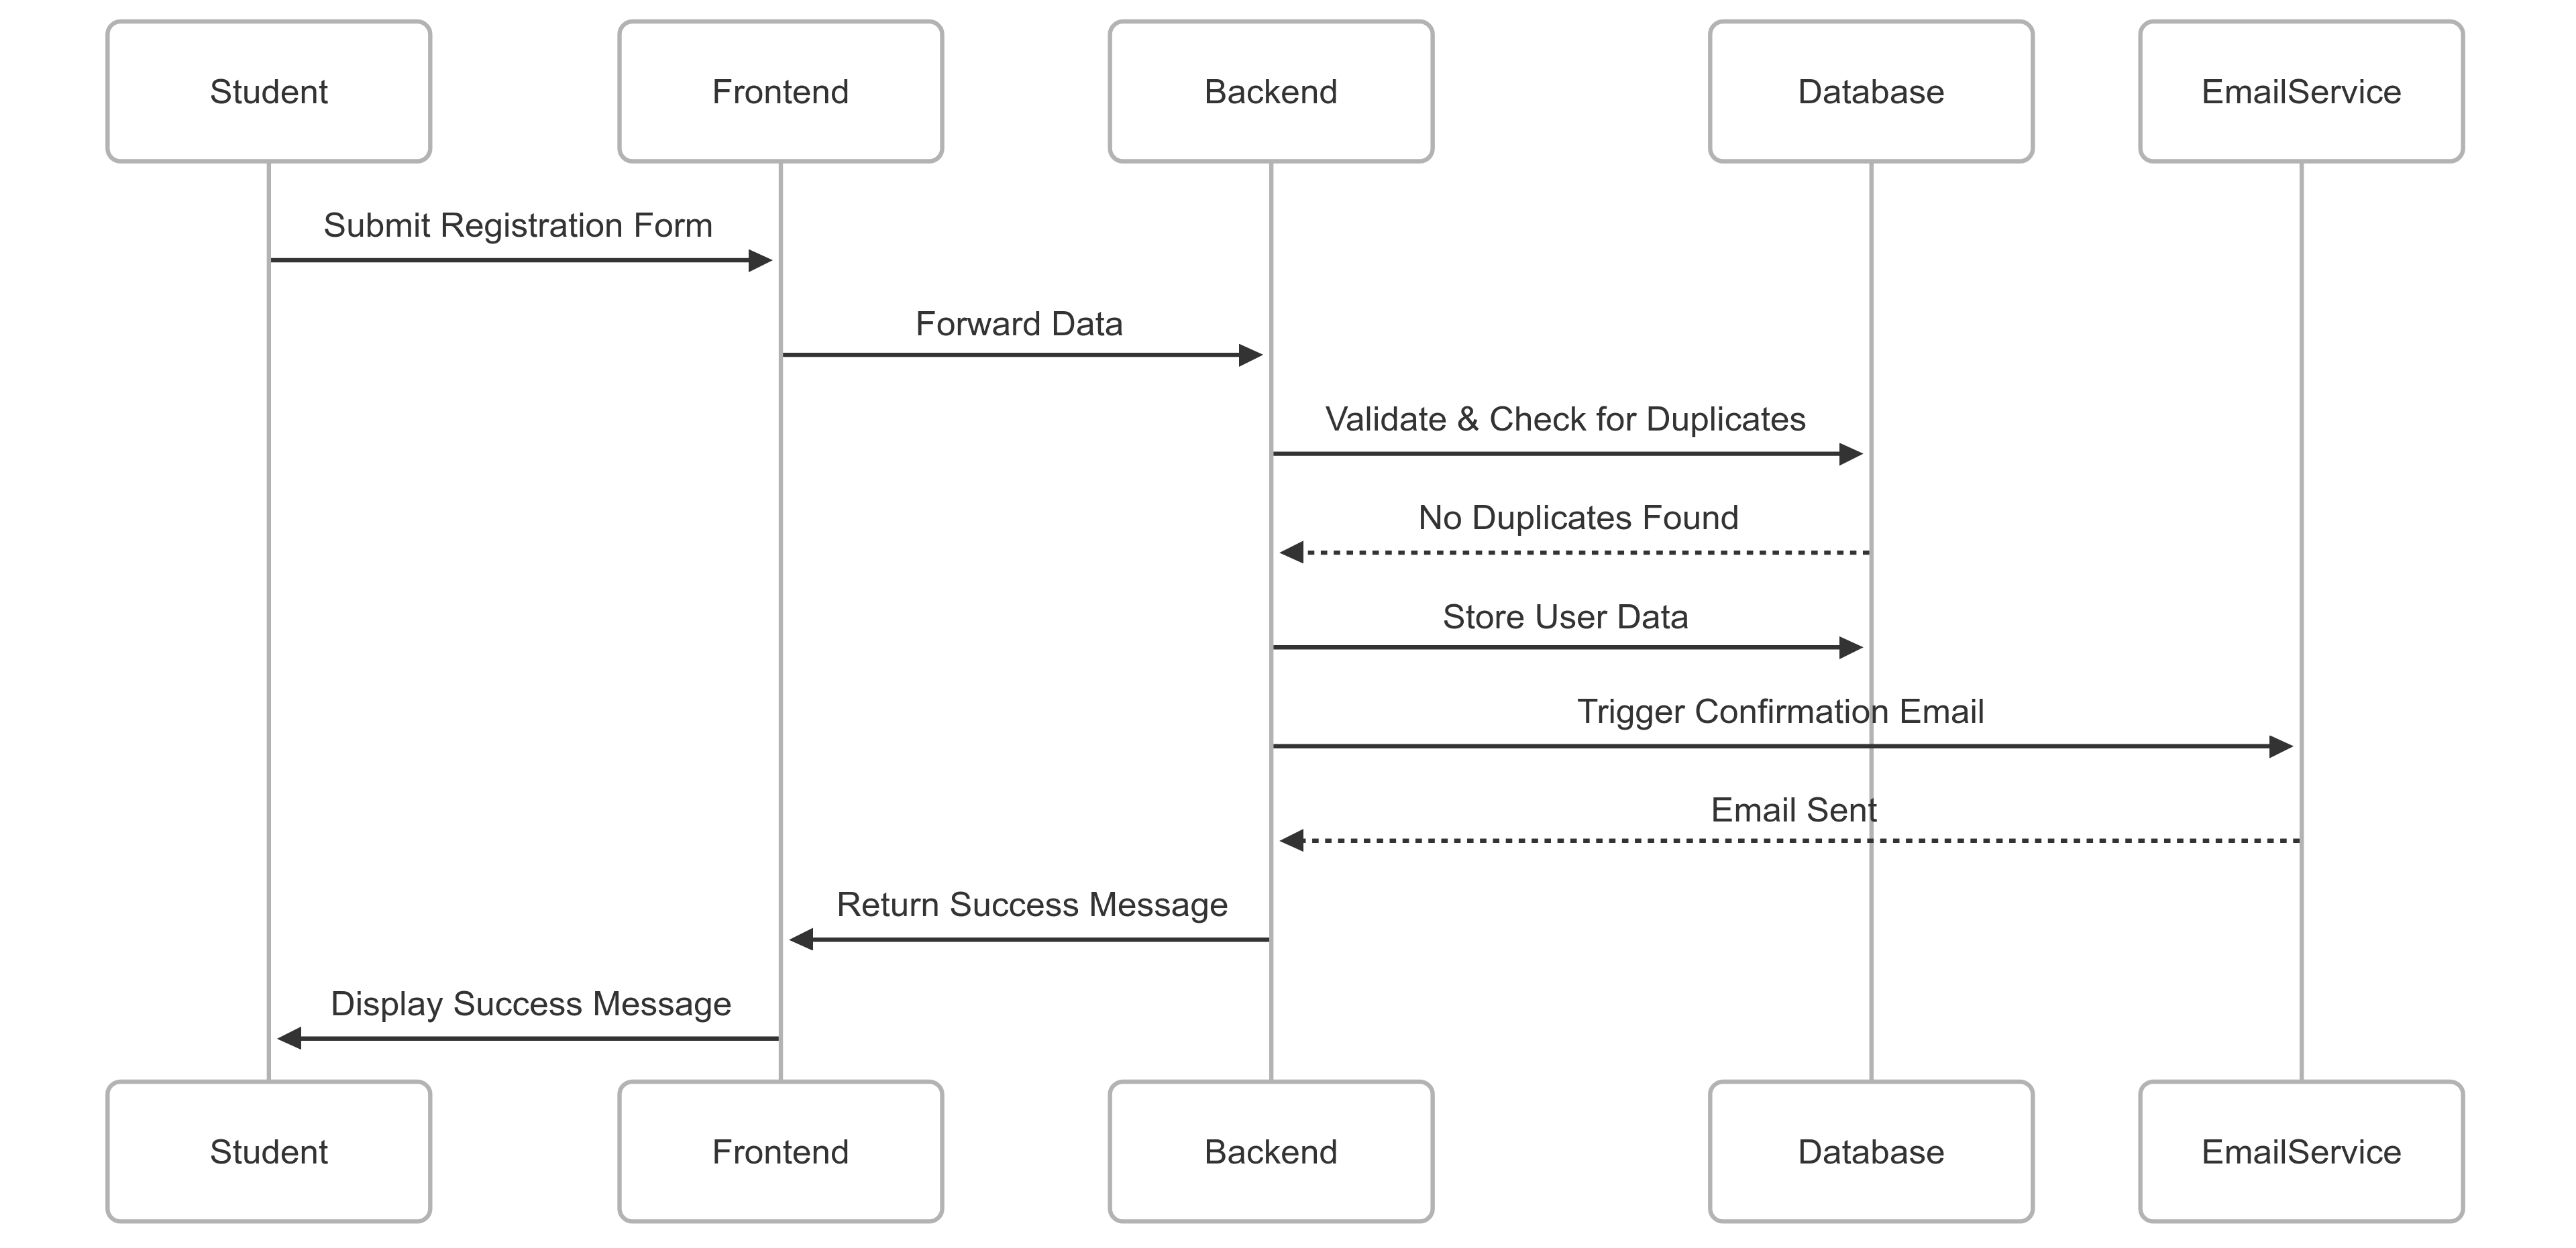 Student
Frontend
Backend
Database
EmailService
Submit Registration Form
Forward Data
Validate & Check for Duplicates
No Duplicates Found
Store User Data
Trigger Confirmation Email
Email Sent
Return Success Message
Display Success Message
Student
Frontend
Backend
Database
EmailService